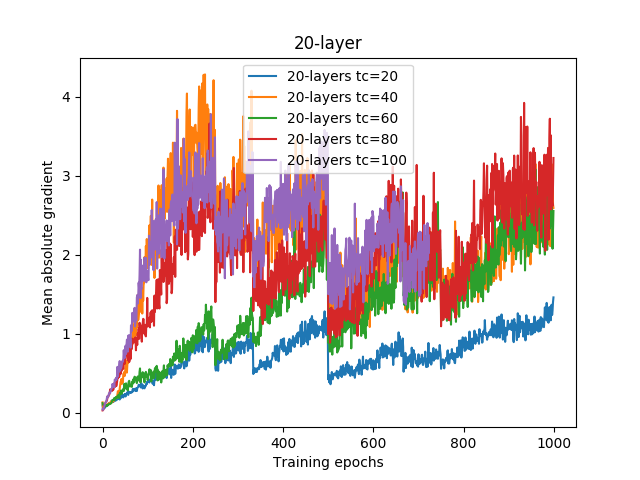 20-layer
20-layers tc=20
20-layers tc=40
20-layers tc=60
20-layers tc=80
20-layers tc=100
Mean absolute gradient
4
3
2
1
0
0 200 400 600 800 1000
Training epochs